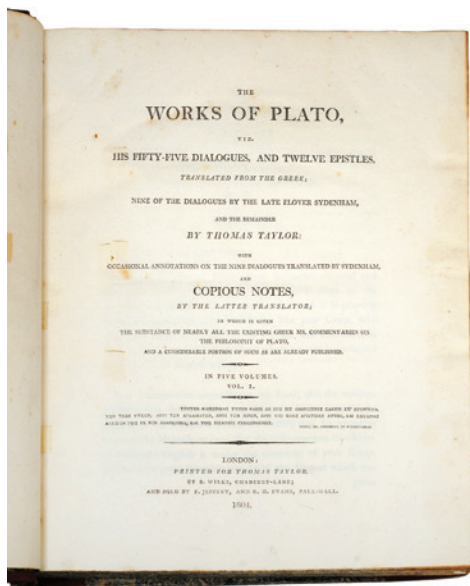 THE
WORKS OF PLATO,
VIZ.
HIS FIFTY-FIVE DIALOGUES, AND TWELVE EPISTLES,
TRANSLATED FROM THE GREEK;
NINE OF THE DIALOGUES BY THE LATE FLOYER SYDENHAM,
AND THE REMAINDER
BY THOMAS TAYLOR:
WITH
OCCASIONAL ANNOTATIONS ON THE NINE DIALOGUES TRANSLATED BY SYDENHAM,
AND
COPIOUS NOTES,
BY THE LATTER TRANSLATOR;
IN WHICH IS GIVEN
THE SUBSTANCE OF NEARLY ALL THE EXISTING GREEK MS. COMMENTARIES ON
THE PHILOSOPHY OF PLATO,
AND A CONSIDERABLE PORTION OF SUCH AS ARE ALREADY PUBLISHED.
IN FIVE VOLUMES.
VOL. I.
LONDON:
PRINTED FOR THOMAS TAYLOR,
BY R. WILKS, CHANCERY-LANE;
AND SOLD BY E. JEFFERY, AND R. H. EVANS, PALL-MALL.
1804.